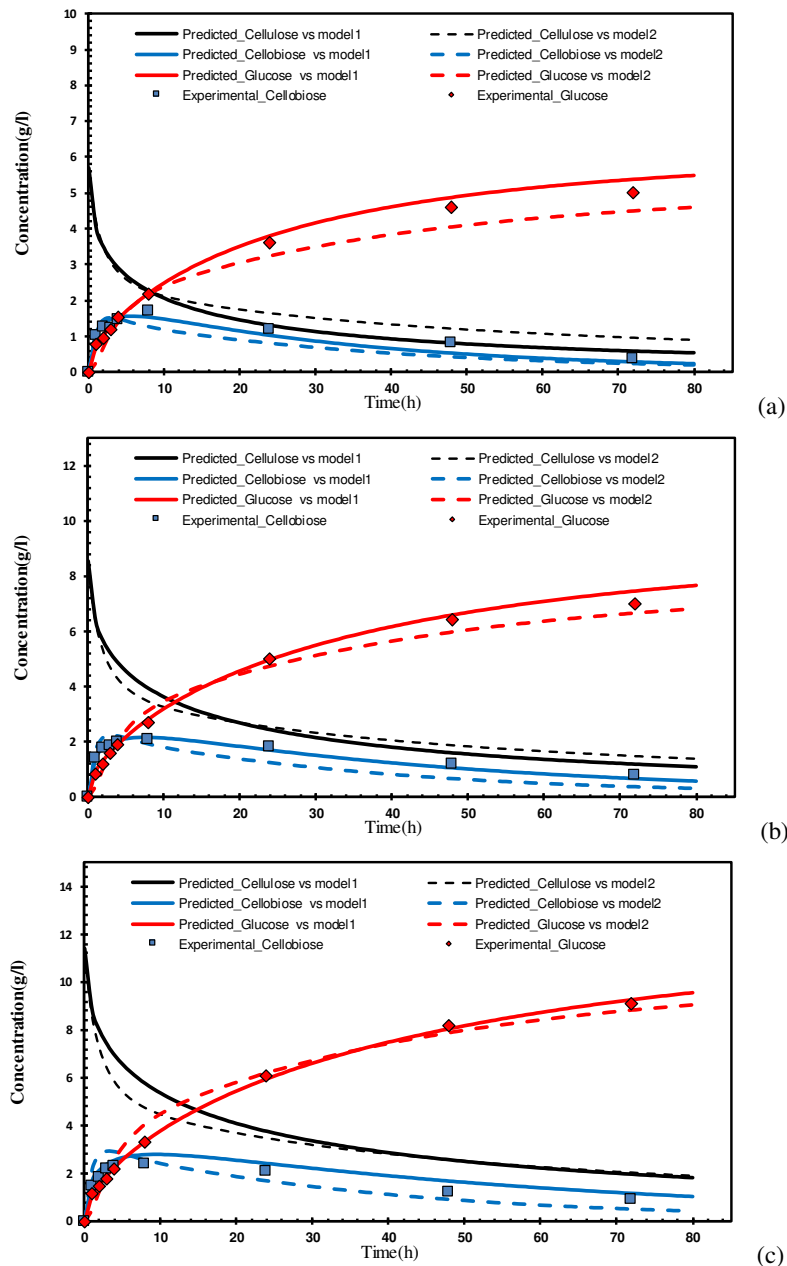 10
9
8
7
6
5
4
3
2
1
0
Concentration(g/l)
Predicted_Cellulose vs model1
Predicted_Cellulose vs model2
Predicted_Cellobiose vs model1
Predicted_Cellobiose vs model2
Predicted_Glucose vs model1
Predicted_Glucose vs model2
Experimental_Cellobiose
Experimental_Glucose
0 10 20 30 40 50 60 70 80
Time(h)
(a)
12
10
8
6
4
2
0
Concentration(g/l)
Predicted_Cellulose vs model1
Predicted_Cellulose vs model2
Predicted_Cellobiose vs model1
Predicted_Cellobiose vs model2
Predicted_Glucose vs model1
Predicted_Glucose vs model2
Experimental_Cellobiose
Experimental_Glucose
0 10 20 30 40 50 60 70 80
Time(h)
(b)
14
12
10
8
6
4
2
0
Concentration(g/l)
Predicted_Cellulose vs model1
Predicted_Cellulose vs model2
Predicted_Cellobiose vs model1
Predicted_Cellobiose vs model2
Predicted_Glucose vs model1
Predicted_Glucose vs model2
Experimental_Cellobiose
Experimental_Glucose
0 10 20 30 40 50 60 70 80
Time(h)
(c)